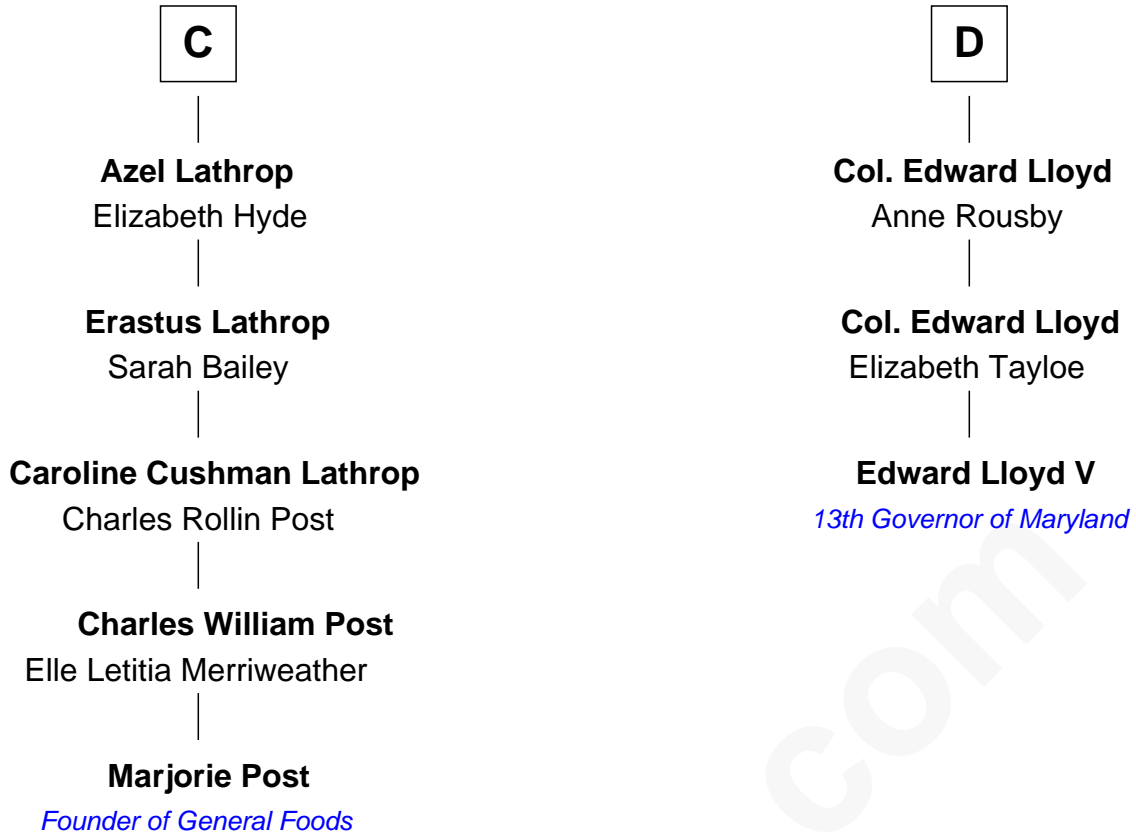 C
Azel Lathrop
Elizabeth Hyde
Erastus Lathrop
Sarah Bailey
Caroline Cushman Lathrop
Charles Rollin Post
Charles William Post
Elle Letitia Merriweather
Marjorie Post
Founder of General Foods
D
Col. Edward Lloyd
Anne Rousby
Col. Edward Lloyd
Elizabeth Tayloe
Edward Lloyd V
13th Governor of Maryland
com